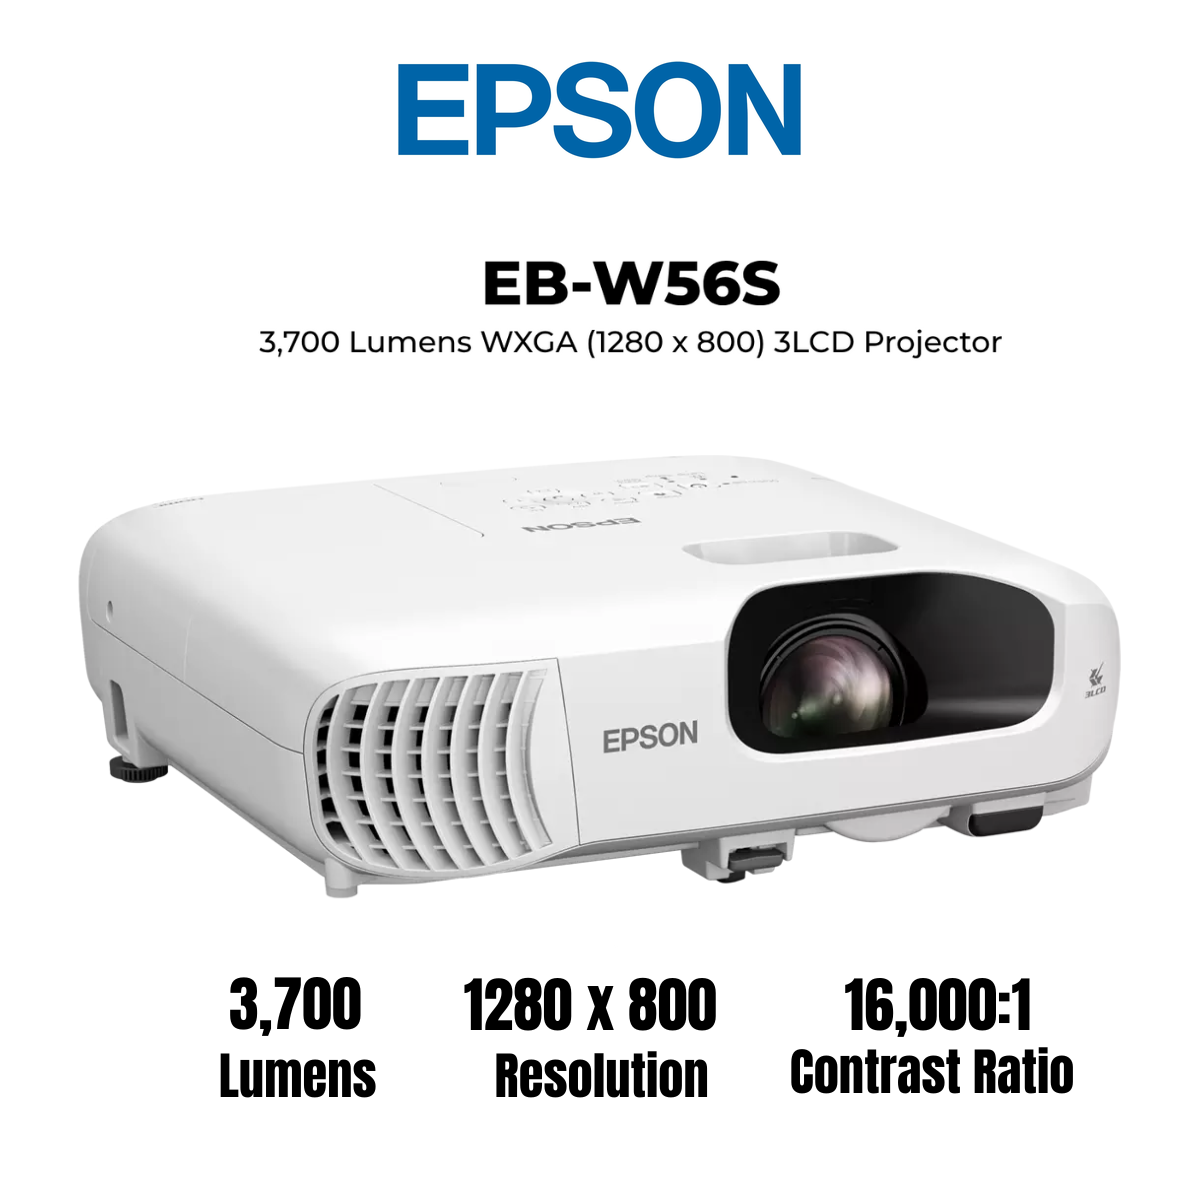 EPSON
EB-W56S
3,700 Lumens WXGA (1280 x 800) 3LCD Projector
EPSON
EPSON
3LCD
3,700
Lumens
1280 x 800
Resolution
16,000:1
Contrast Ratio